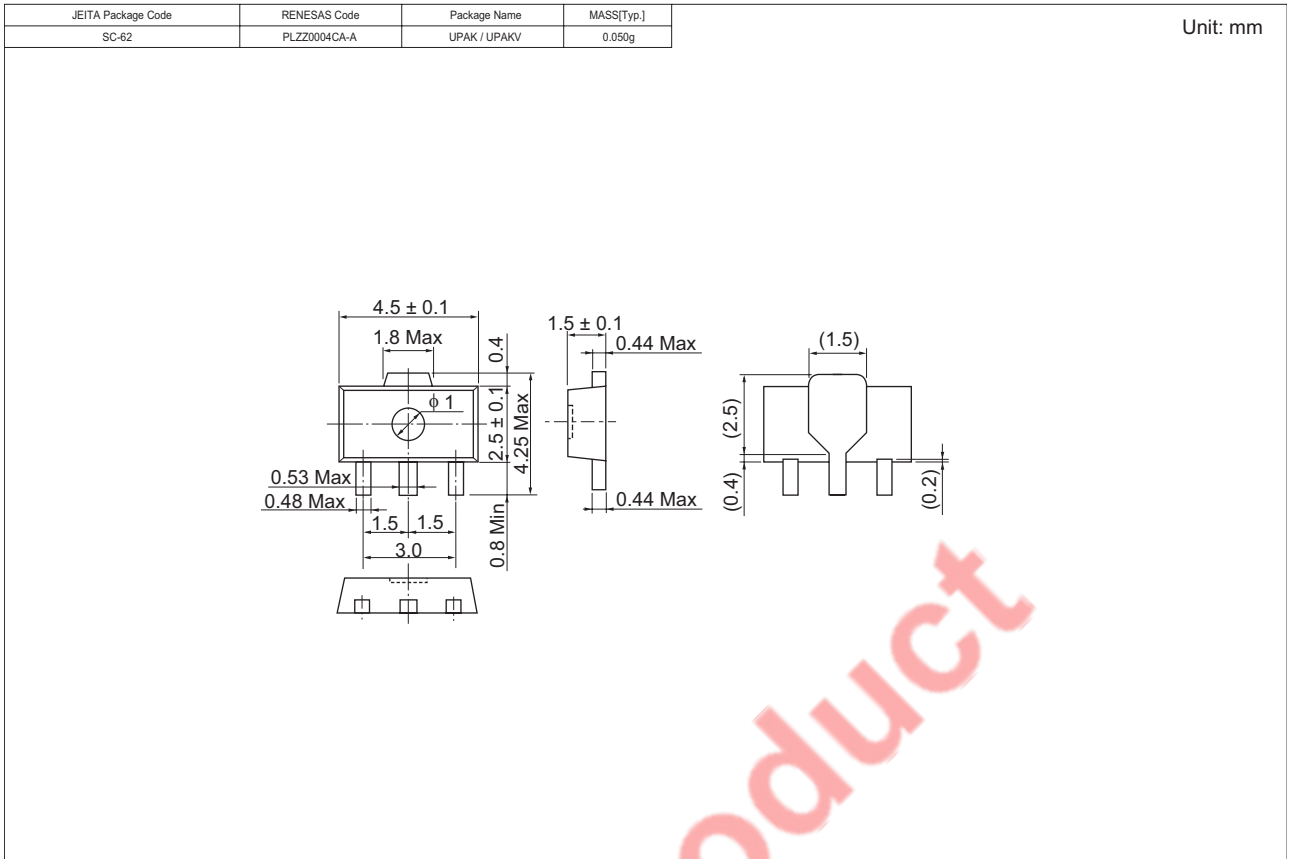 JEITA Package Code RENESAS Code Package Name MASS[Typ.]
SC-62 PLZZ0004CA-A UPAK / UPAKV 0.050g
Unit: mm
4.5 ± 0.1
1.8 Max
0.4
φ 1
2.5 ± 0.1
4.25 Max
0.53 Max
0.48 Max
1.5 1.5
3.0
0.8 Min
1.5 ± 0.1
0.44 Max
0.44 Max
(1.5)
(2.5)
(0.4)
(0.2)
oduct